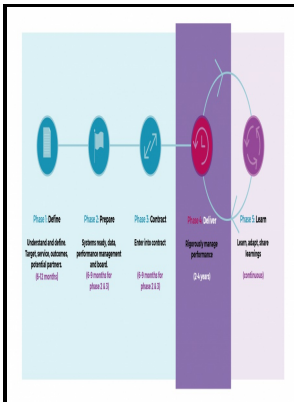 Phase 1: Define
Understand and define.
Target, service, outcomes,
potential partners.
(6-12 months)
Phase 2: Prepare
Systems ready, data,
performance management
and board.
(6-9 months for
phase 2 & 3)
Phase 3: Contract
Enter into contract
(6-9 months for
phase 2 & 3)
Phase 4: Deliver
Rigorously manage
performance
(2-4 years)
Phase 5: Learn
Learn, adapt, share
learnings
(continuous)